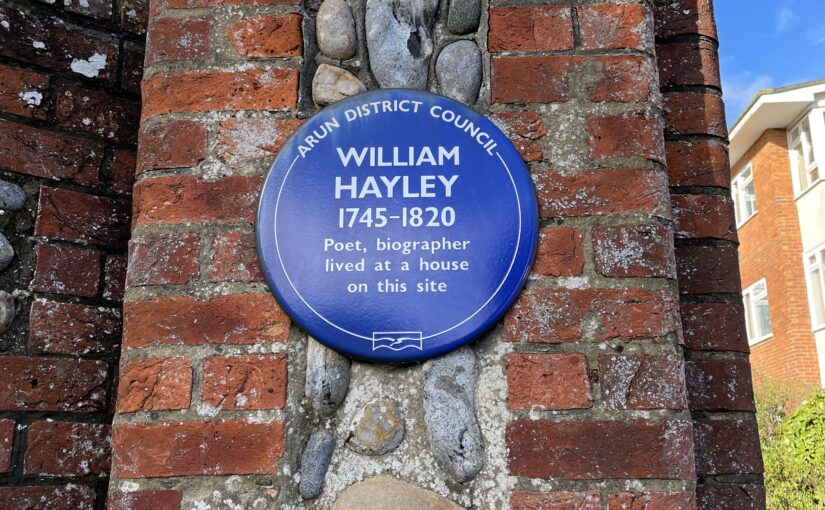 ARUN DISTRICT COUNCIL
WILLIAM
HAYLEY
1745-1820
Poet, biographer
lived at a house
on this site